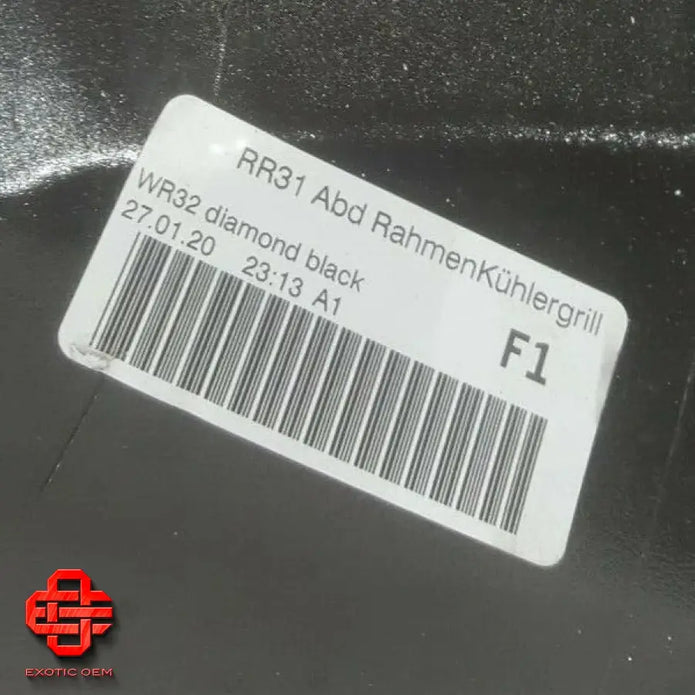 RR31 Abd RahmenKühlergrill
WR32 diamond black
27.01.20 23:13 A1
F1
EXOTIC OEM